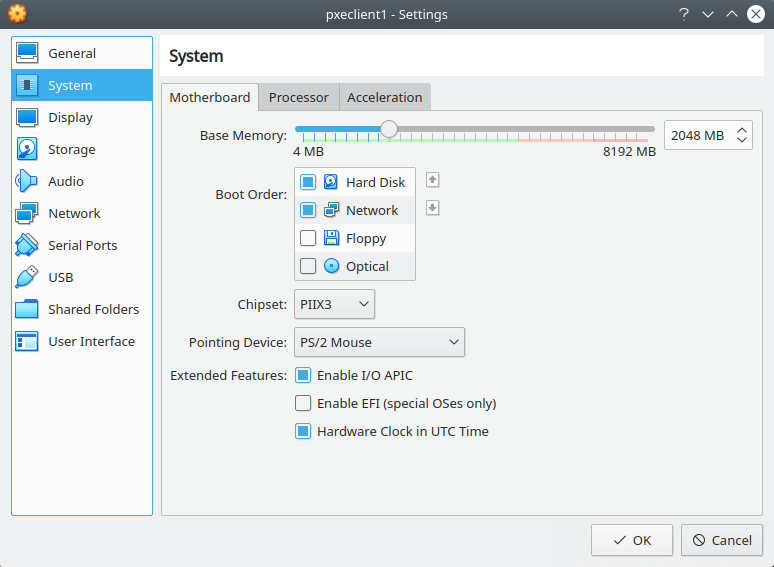 pxeclient1 - Settings
?
General
System
Display
Storage
Audio
Network
Serial Ports
USB
Shared Folders
User Interface
System
Motherboard Processor Acceleration
Base Memory: 2048 MB
4 MB 8192 MB
Boot Order:
Hard Disk
Network
Floppy
Optical
Chipset: PIIX3
Pointing Device: PS/2 Mouse
Extended Features: Enable I/O APIC
Enable EFI (special OSes only)
Hardware Clock in UTC Time
OK Cancel